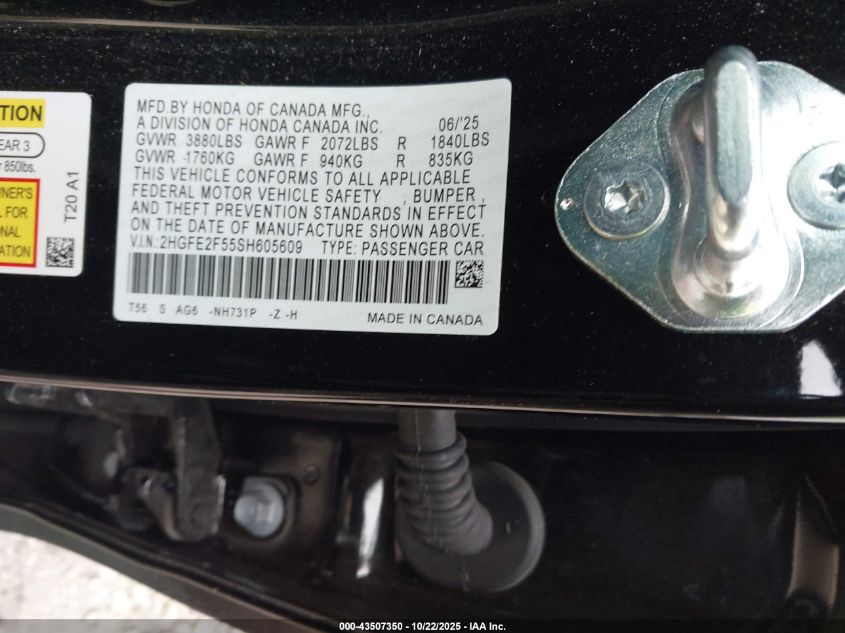 TION
EAR 3
r 850lbs.
NER'S
L FOR
ONAL
ATION
T20 A1
MFD.BY HONDA OF CANADA MFG.,
A DIVISION OF HONDA CANADA INC. 06/'25
GVWR 3880LBS GAWR F 2072LBS R 1840LBS
GVWR 1760KG GAWR F 940KG R 835KG
THIS VEHICLE CONFORMS TO ALL APPLICABLE
FEDERAL MOTOR VEHICLE SAFETY , BUMPER,
AND THEFT PREVENTION STANDARDS IN EFFECT
ON THE DATE OF MANUFACTURE SHOWN ABOVE.
V.I.N.:2HGFE2F55SH605609 TYPE: PASSENGER CAR
T56 S AG6 -NH731P -Z -H
MADE IN CANADA
000-43507350 - 10/22/2025 - IAA Inc.